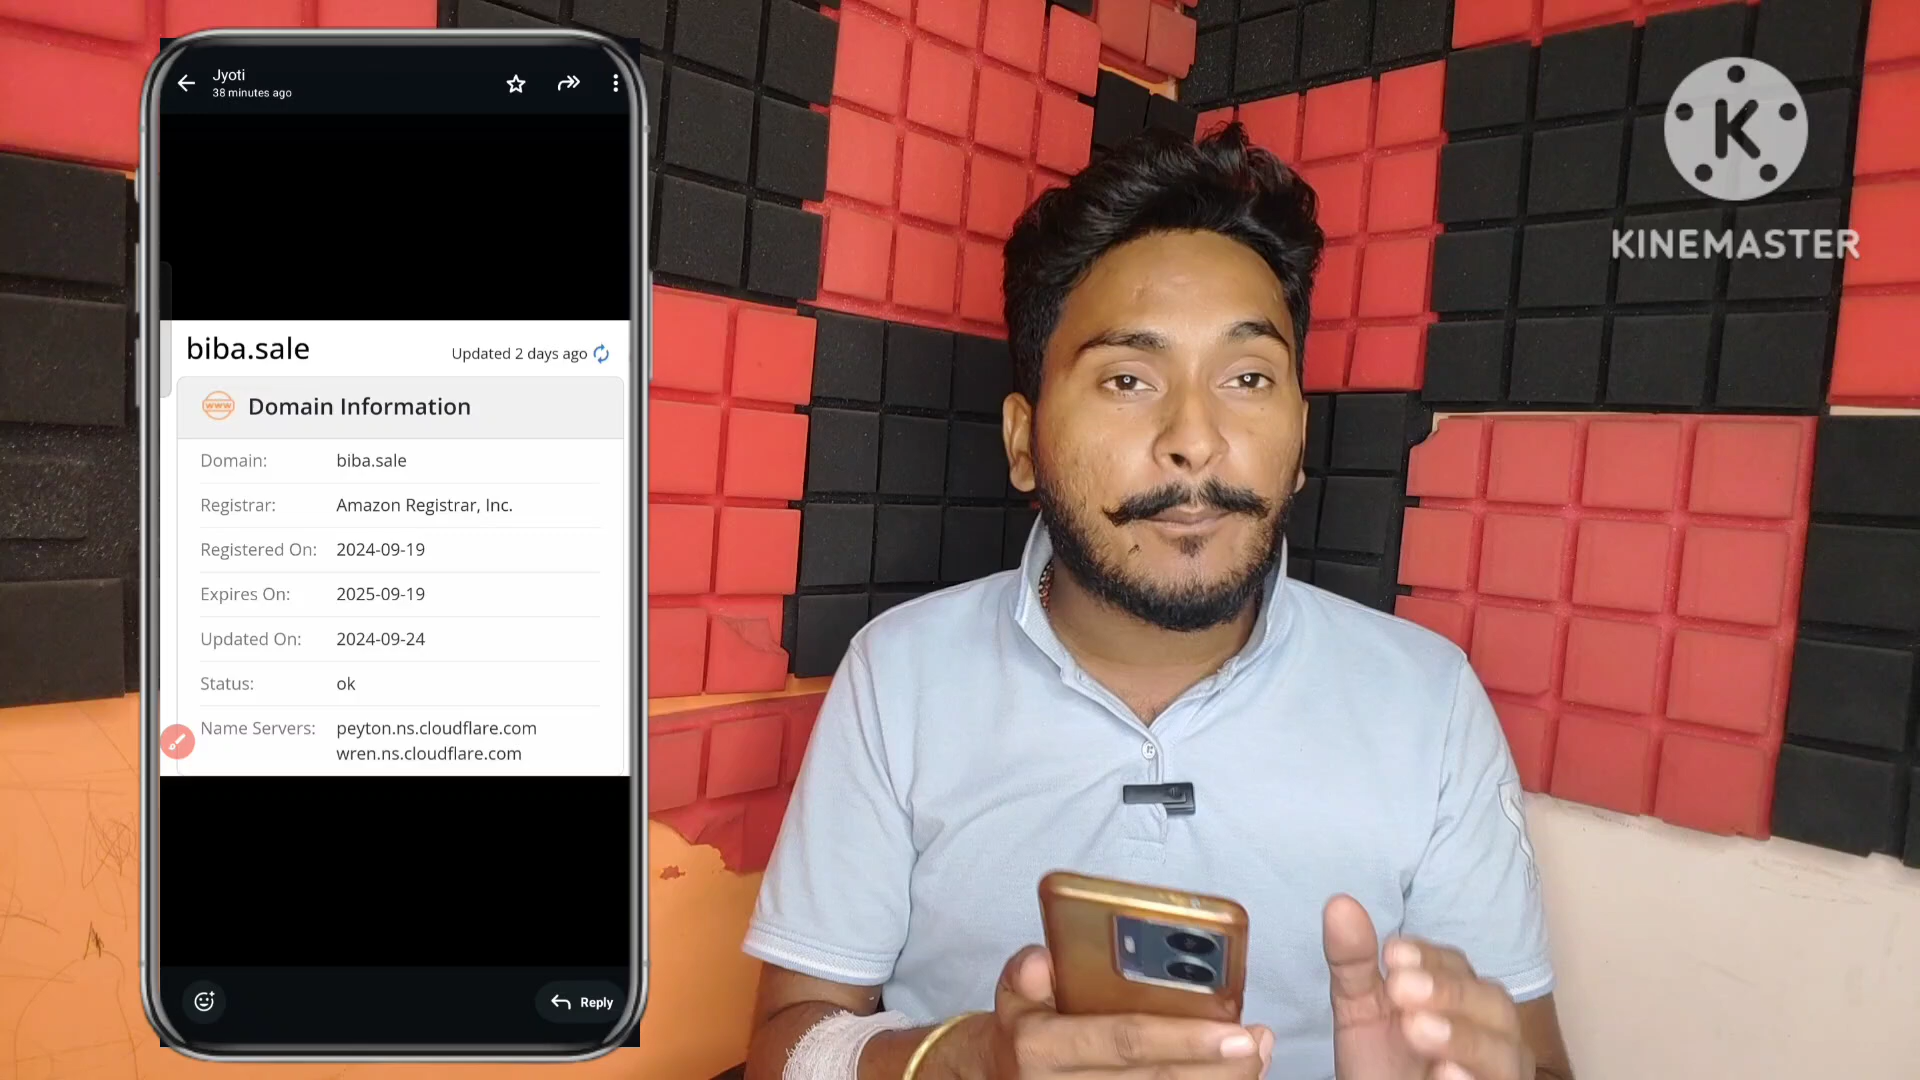 Jyoti
38 minutes ago
biba.sale
Updated 2 days ago
www
Domain Information
Domain: biba.sale
Registrar: Amazon Registrar, Inc.
Registered On: 2024-09-19
Expires On: 2025-09-19
Updated On: 2024-09-24
Status: ok
Name Servers: peyton.ns.cloudflare.com
wren.ns.cloudflare.com
Reply
K
KINEMASTER